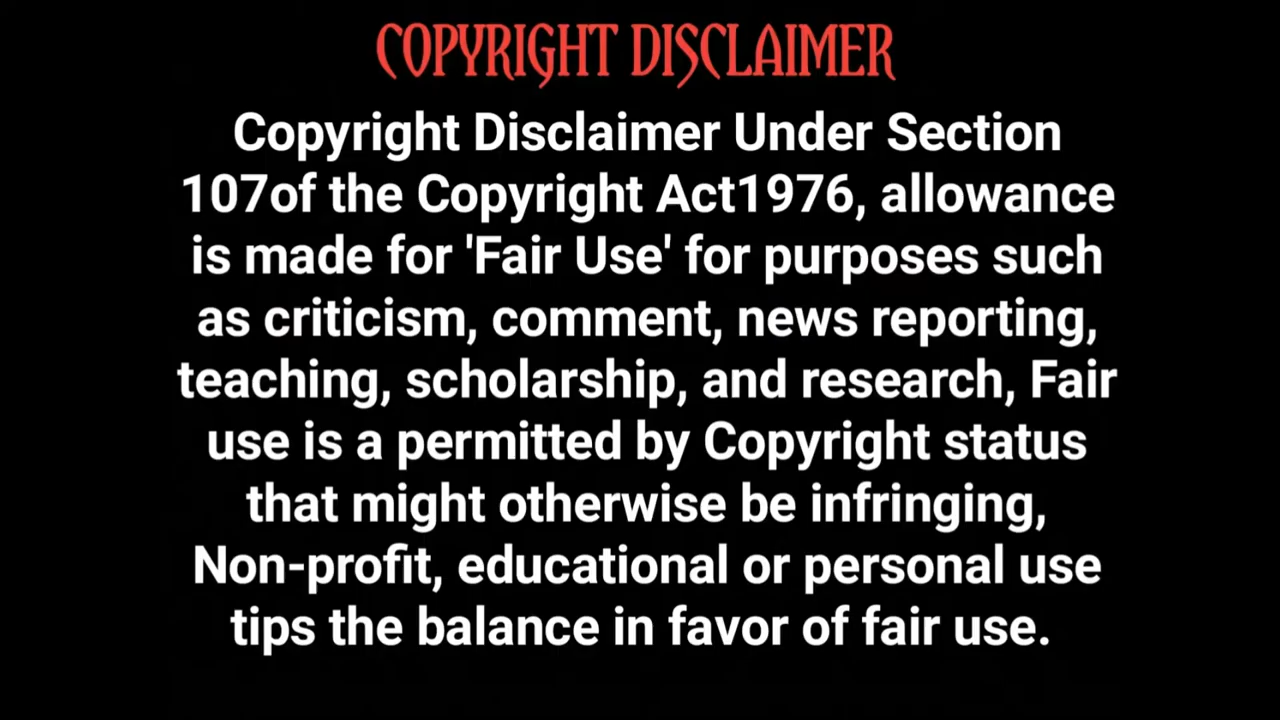 COPYRIGHT DISCLAIMER
Copyright Disclaimer Under Section
107of the Copyright Act1976, allowance
is made for 'Fair Use' for purposes such
as criticism, comment, news reporting,
teaching, scholarship, and research, Fair
use is a permitted by Copyright status
that might otherwise be infringing,
Non-profit, educational or personal use
tips the balance in favor of fair use.